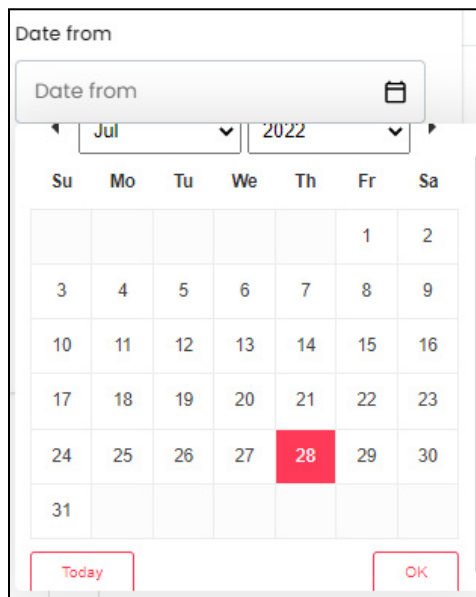 Date from
Date from
Jul 2022
Su Mo Tu We Th Fr Sa
1 2
3 4 5 6 7 8 9
10 11 12 13 14 15 16
17 18 19 20 21 22 23
24 25 26 27 28 29 30
31
Today OK